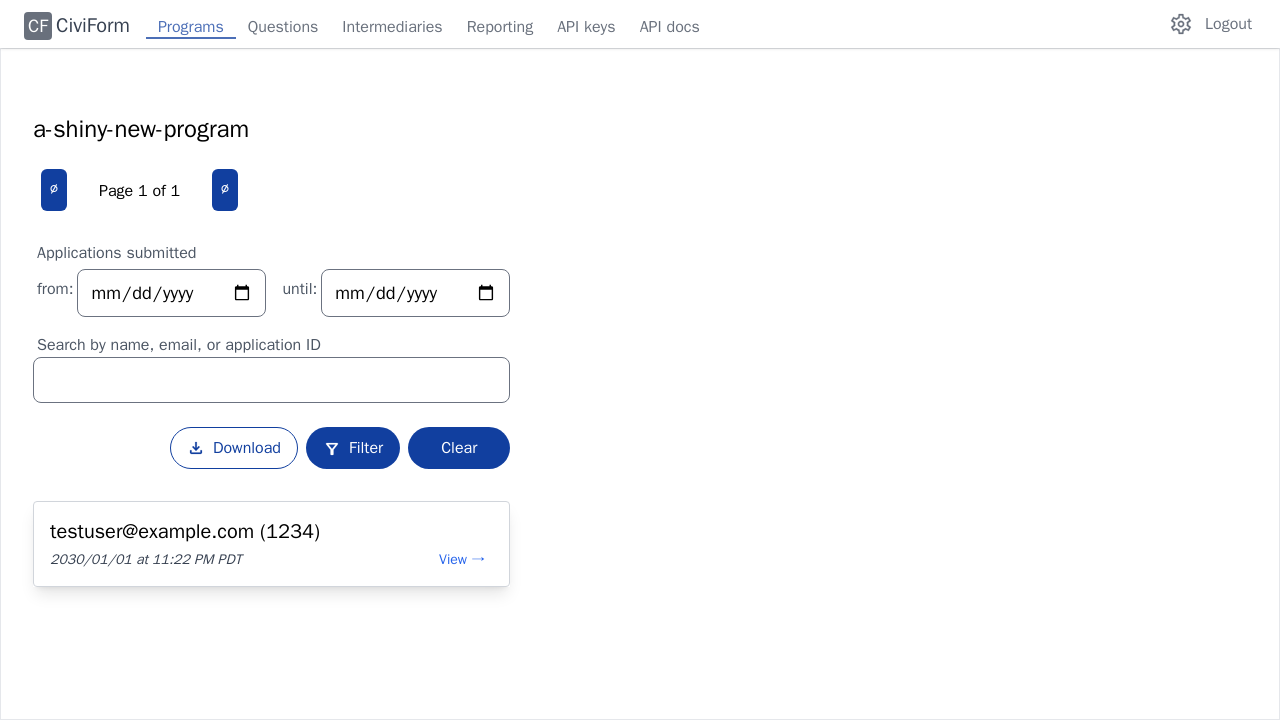 CF CiviForm Programs Questions Intermediaries Reporting API keys API docs Logout
a-shiny-new-program
∅ Page 1 of 1 ∅
Applications submitted
from: mm/dd/yyyy until: mm/dd/yyyy
Search by name, email, or application ID
Download Filter Clear
testuser@example.com (1234)
2030/01/01 at 11:22 PM PDT View →